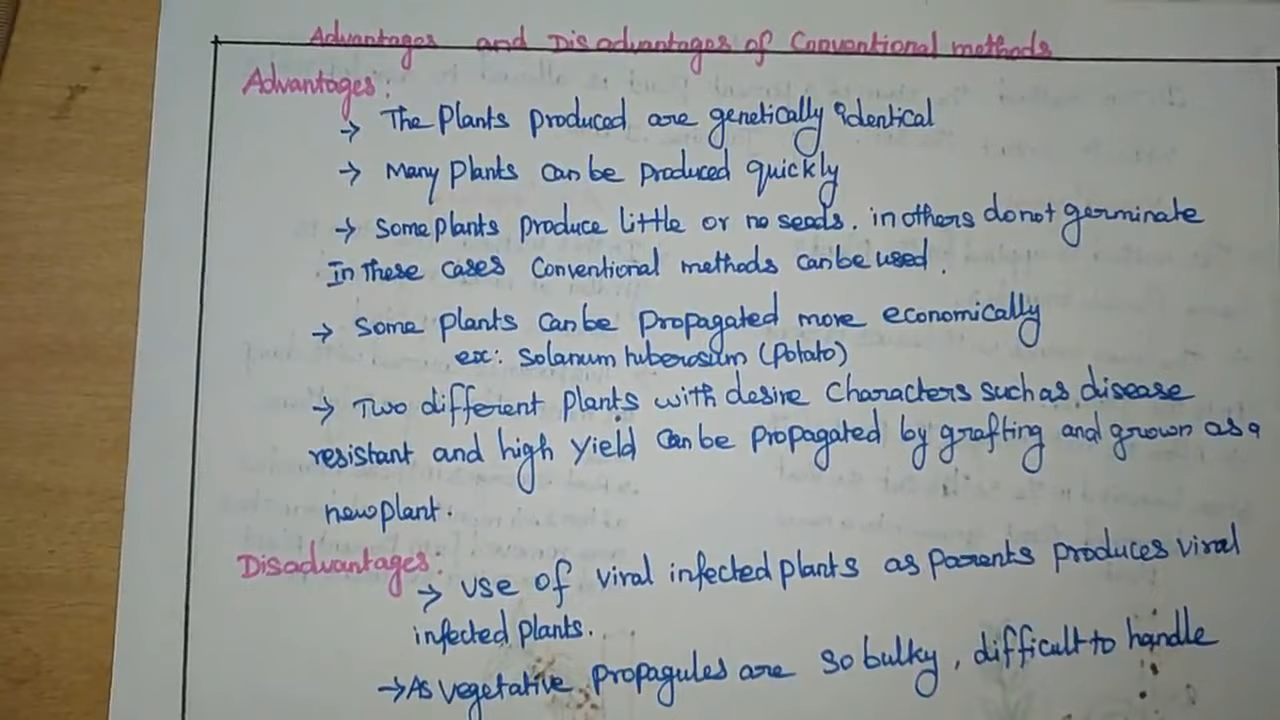 Advantages and Disadvantages of Conventional methods
Advantages:
→ The Plants produced are genetically identical
→ Many Plants can be produced quickly
→ Some plants produce little or no seeds. in others do not germinate
In these cases Conventional methods can be used.
→ Some plants can be propagated more economically
ex: Solanum tuberosum (Potato)
→ Two different plants with desire Characters such as disease
resistant and high yield can be propagated by grafting and grown as a
new plant.
Disadvantages:
→ Use of viral infected plants as parents produces viral
infected plants.
→ As vegetative propagules are so bulky, difficult to handle